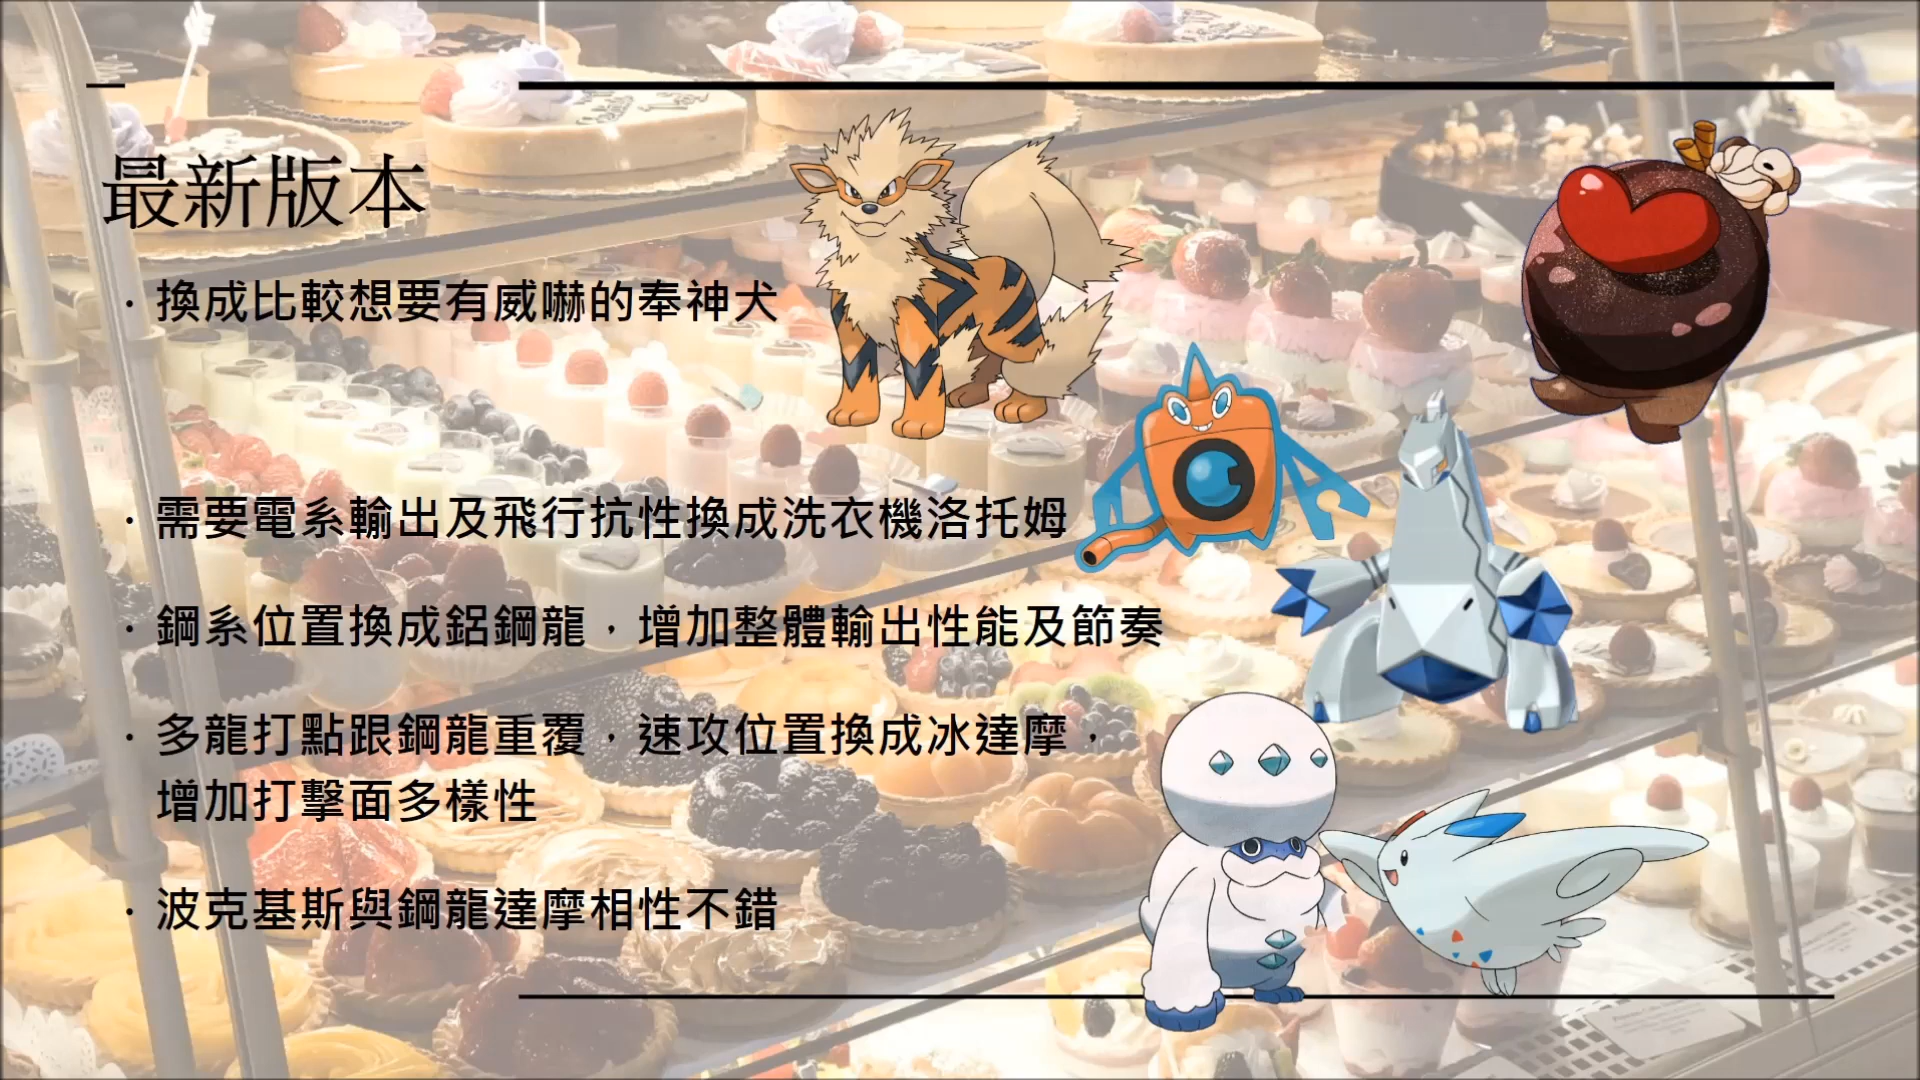 最新版本
· 換成比較想要有威嚇的奉神犬
· 需要電系輸出及飛行抗性換成洗衣機洛托姆
· 鋼系位置換成鋁鋼龍，增加整體輸出性能及節奏
· 多龍打點跟鋼龍重覆，速攻位置換成冰達摩，
增加打擊面多樣性
· 波克基斯與鋼龍達摩相性不錯